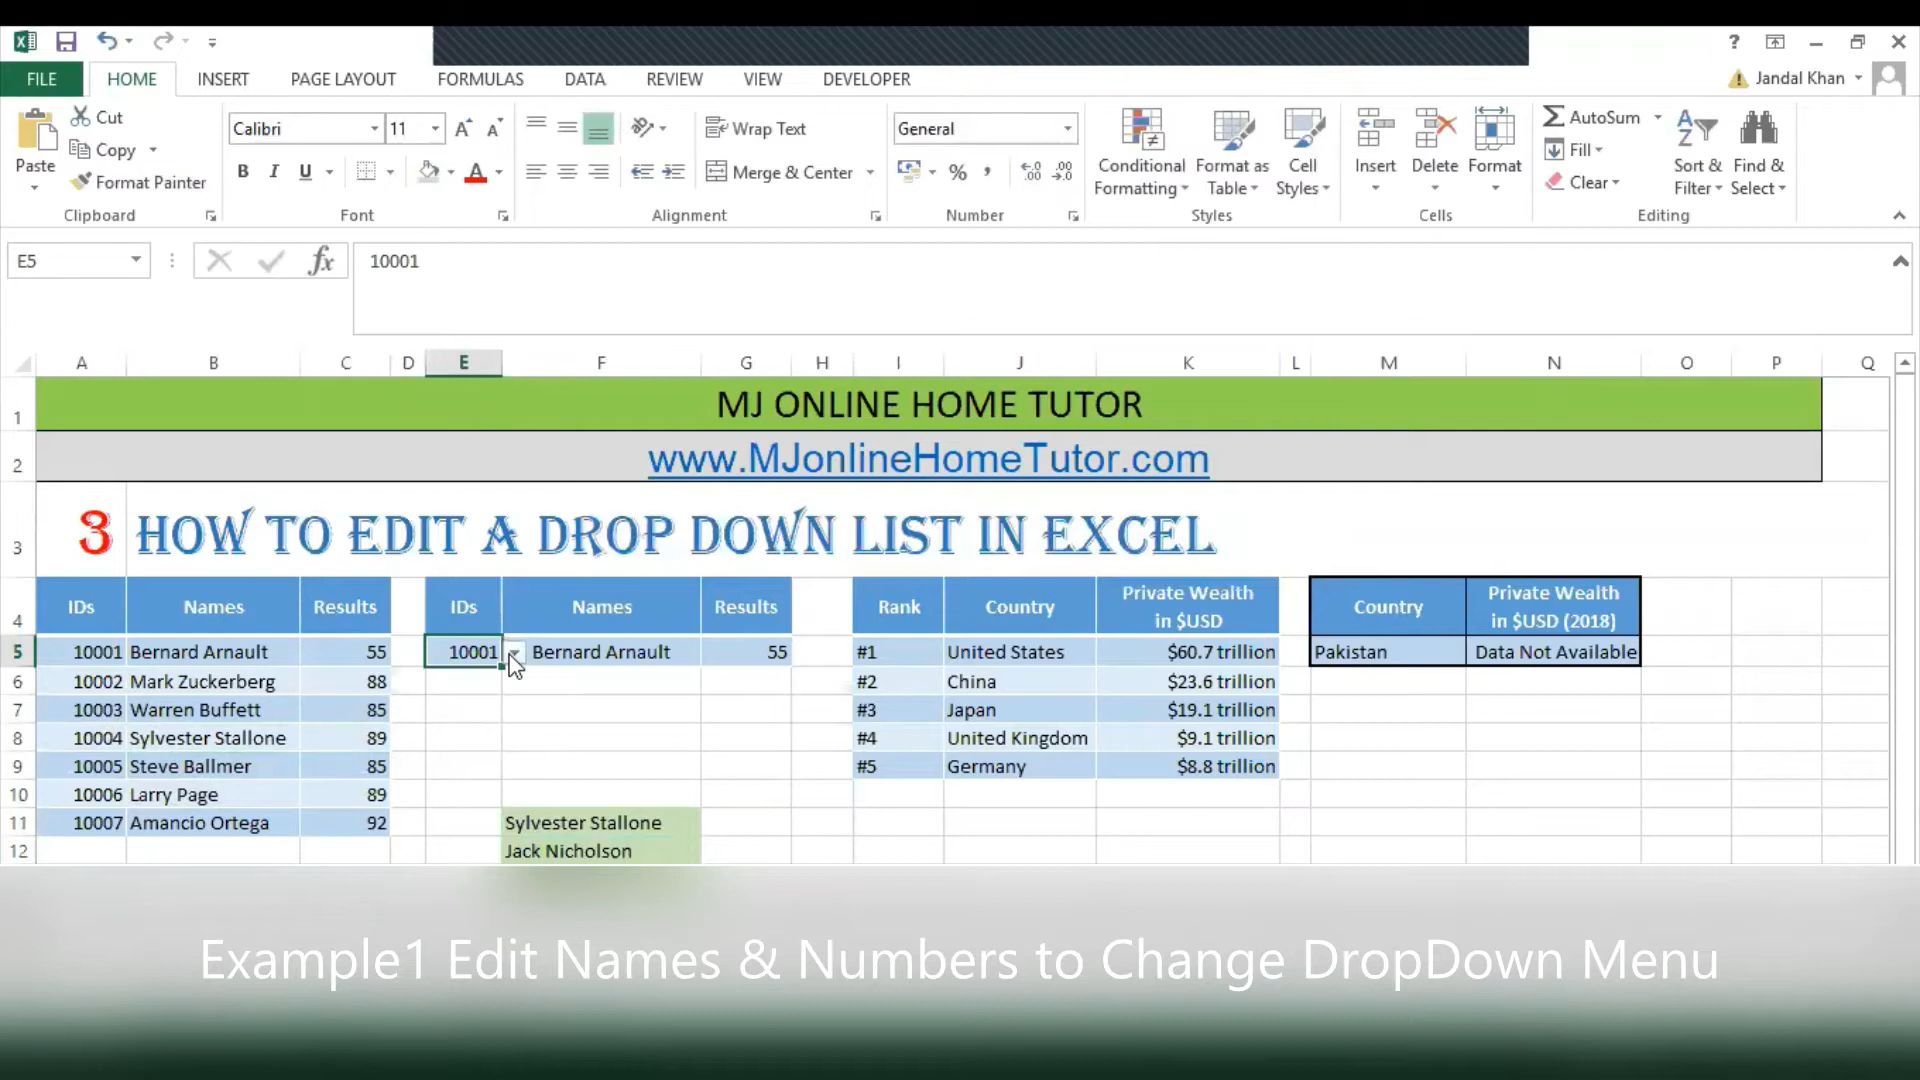 FILE HOME INSERT PAGE LAYOUT FORMULAS DATA REVIEW VIEW DEVELOPER Jandal Khan
Paste Cut Copy Format Painter
Clipboard
Calibri 11
B I U A
Font
Wrap Text
Merge & Center
Alignment
General
%
Number
Conditional Formatting Format as Table Cell Styles
Styles
Insert Delete Format
Cells
AutoSum Fill Clear Sort & Filter Find & Select
Editing
E5 fx 10001
A B C D E F G H I J K L M N O P Q
1 MJ ONLINE HOME TUTOR
2 www.MJonlineHomeTutor.com
3 3 HOW TO EDIT A DROP DOWN LIST IN EXCEL
4 IDs Names Results IDs Names Results Rank Country Private Wealth in $USD Country Private Wealth in $USD (2018)
5 10001 Bernard Arnault 55 10001 Bernard Arnault 55 #1 United States $60.7 trillion Pakistan Data Not Available
6 10002 Mark Zuckerberg 88 #2 China $23.6 trillion
7 10003 Warren Buffett 85 #3 Japan $19.1 trillion
8 10004 Sylvester Stallone 89 #4 United Kingdom $9.1 trillion
9 10005 Steve Ballmer 85 #5 Germany $8.8 trillion
10 10006 Larry Page 89
11 10007 Amancio Ortega 92 Sylvester Stallone
12 Jack Nicholson
Example1 Edit Names & Numbers to Change DropDown Menu